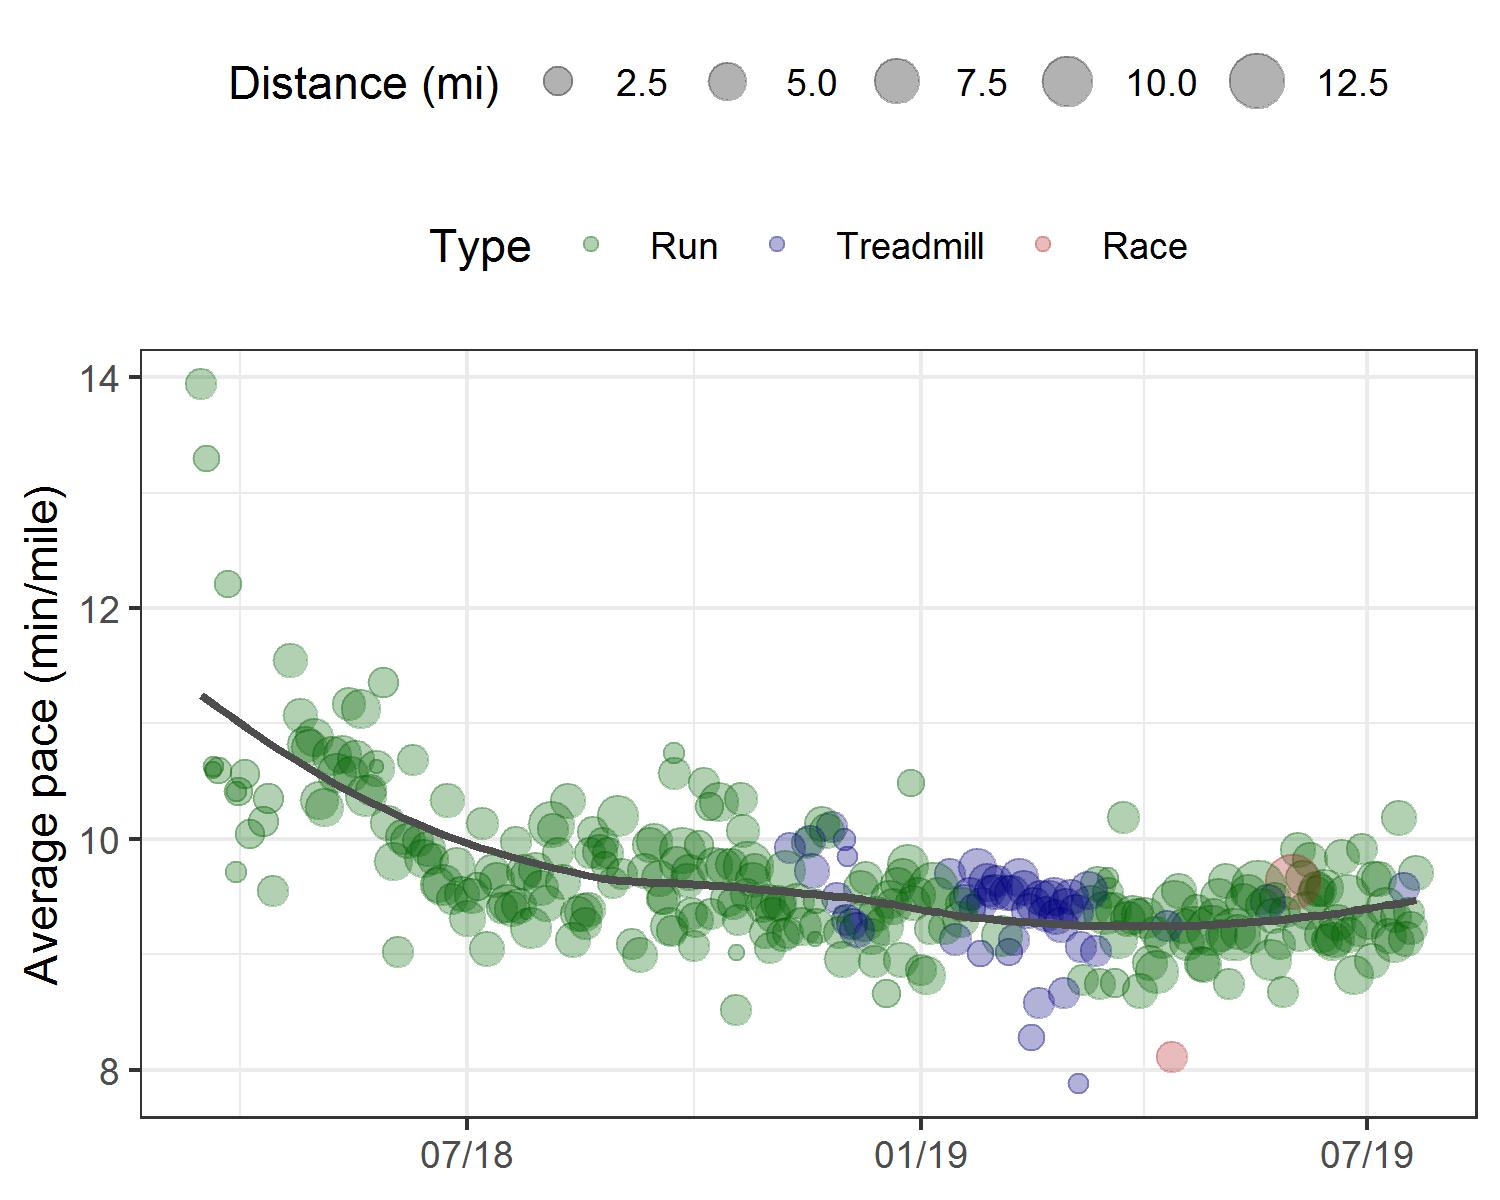 Distance (mi) 2.5 5.0 7.5 10.0 12.5
Type Run Treadmill Race
Average pace (min/mile)
14
12
10
8
07/18 01/19 07/19